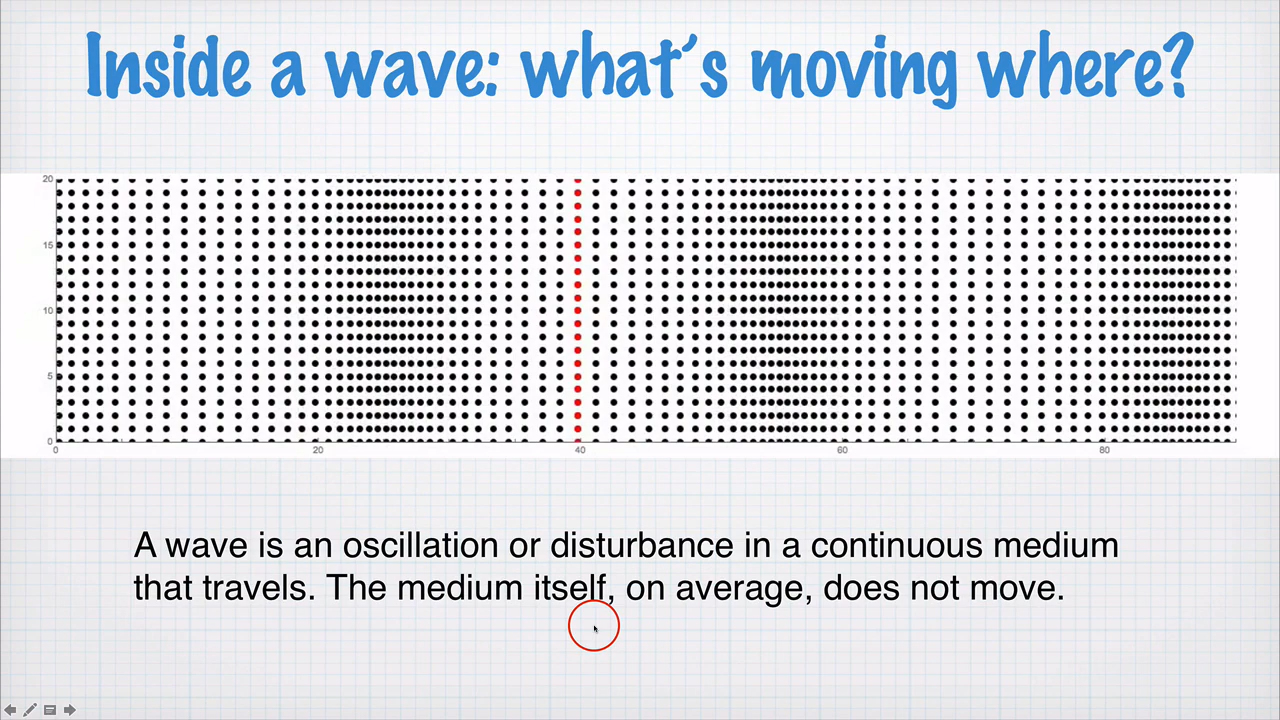 Inside a wave: what's moving where?
20
15
10
5
0
0 20 40 60 80
A wave is an oscillation or disturbance in a continuous medium
that travels. The medium itself, on average, does not move.